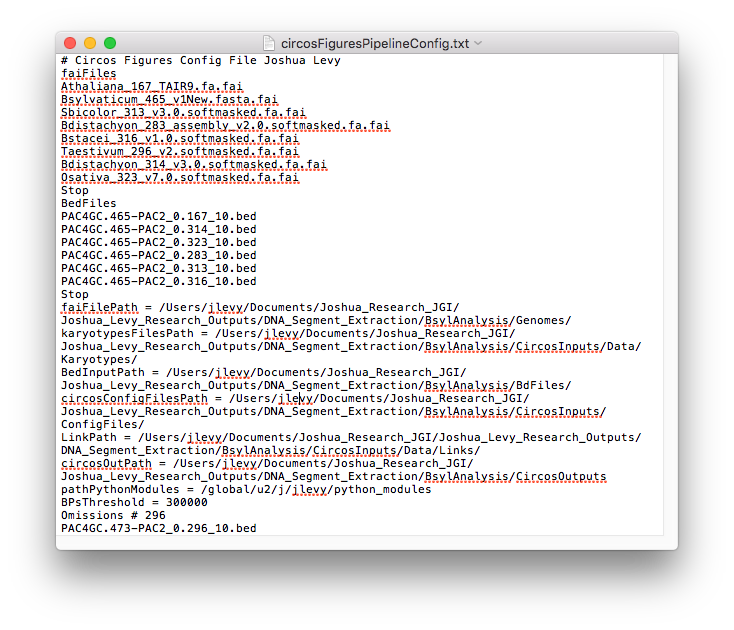 circosFiguresPipelineConfig.txt
# Circos Figures Config File Joshua Levy
faiFiles
Athaliana_167_TAIR9.fa.fai
Bsylvaticum_465_v1New.fasta.fai
Sbicolor_313_v3.0.softmasked.fa.fai
Bdistachyon_283_assembly_v2.0.softmasked.fa.fai
Bstacei_316_v1.0.softmasked.fa.fai
Taestivum_296_v2.softmasked.fa.fai
Bdistachyon_314_v3.0.softmasked.fa.fai
Osativa_323_v7.0.softmasked.fa.fai
Stop
BedFiles
PAC4GC.465-PAC2_0.167_10.bed
PAC4GC.465-PAC2_0.314_10.bed
PAC4GC.465-PAC2_0.323_10.bed
PAC4GC.465-PAC2_0.283_10.bed
PAC4GC.465-PAC2_0.313_10.bed
PAC4GC.465-PAC2_0.316_10.bed
Stop
faiFilePath = /Users/jlevy/Documents/Joshua_Research_JGI/
Joshua_Levy_Research_Outputs/DNA_Segment_Extraction/BsylAnalysis/Genomes/
karyotypesFilesPath = /Users/jlevy/Documents/Joshua_Research_JGI/
Joshua_Levy_Research_Outputs/DNA_Segment_Extraction/BsylAnalysis/CircosInputs/Data/
Karyotypes/
BedInputPath = /Users/jlevy/Documents/Joshua_Research_JGI/
Joshua_Levy_Research_Outputs/DNA_Segment_Extraction/BsylAnalysis/BdFiles/
circosConfigFilesPath = /Users/jlevy/Documents/Joshua_Research_JGI/
Joshua_Levy_Research_Outputs/DNA_Segment_Extraction/BsylAnalysis/CircosInputs/
ConfigFiles/
LinkPath = /Users/jlevy/Documents/Joshua_Research_JGI/Joshua_Levy_Research_Outputs/
DNA_Segment_Extraction/BsylAnalysis/CircosInputs/Data/Links/
circosOutPath = /Users/jlevy/Documents/Joshua_Research_JGI/
Joshua_Levy_Research_Outputs/DNA_Segment_Extraction/BsylAnalysis/CircosOutputs
pathPythonModules = /global/u2/j/jlevy/python_modules
BPsThreshold = 300000
Omissions # 296
PAC4GC.473-PAC2_0.296_10.bed